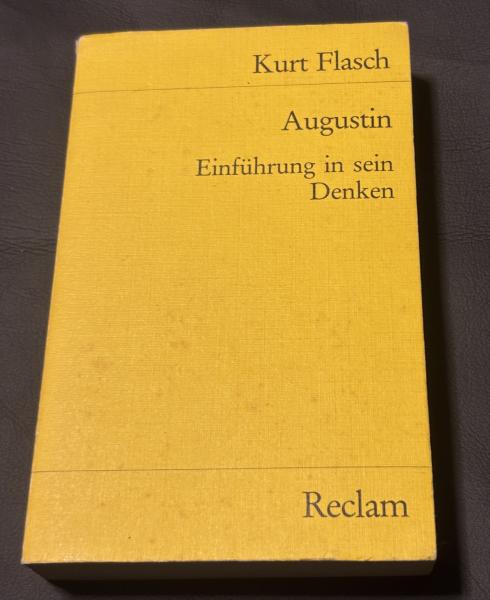 Kurt Flasch
Augustin
Einführung in sein
Denken
Reclam